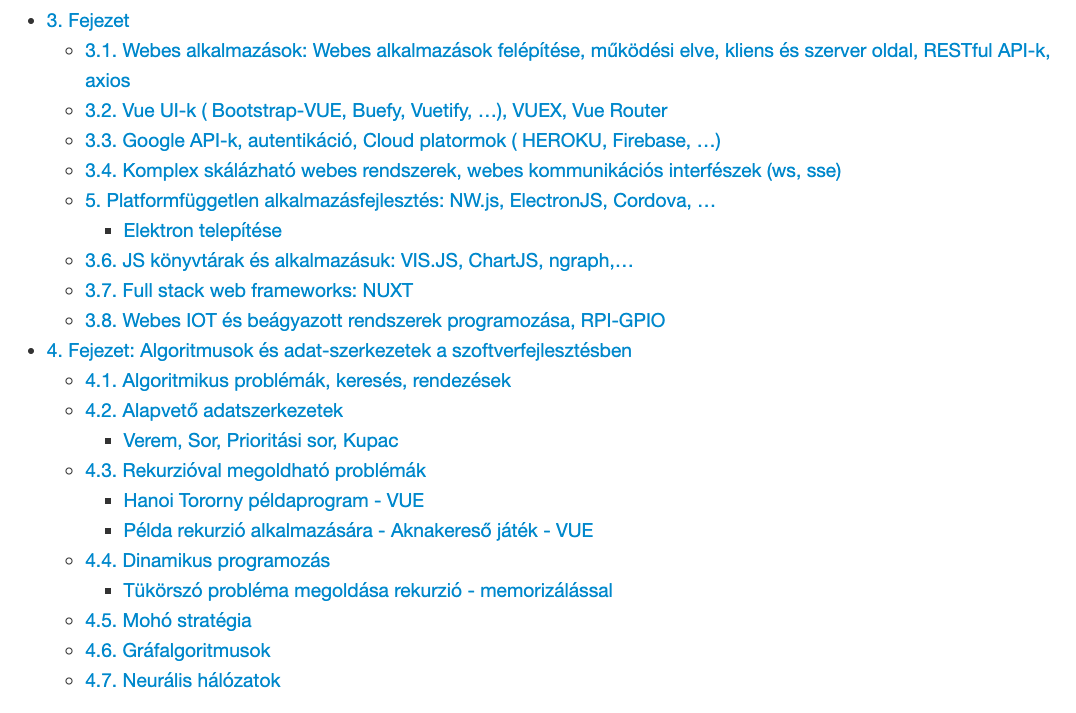 3. Fejezet
3.1. Webes alkalmazások: Webes alkalmazások felépítése, működési elve, kliens és szerver oldal, RESTful API-k,
axios
3.2. Vue UI-k ( Bootstrap-VUE, Buefy, Vuetify, …), VUEX, Vue Router
3.3. Google API-k, autentikáció, Cloud platormok ( HEROKU, Firebase, …)
3.4. Komplex skálázható webes rendszerek, webes kommunikációs interfészek (ws, sse)
5. Platformfüggetlen alkalmazásfejlesztés: NW.js, ElectronJS, Cordova, …
Elektron telepítése
3.6. JS könyvtárak és alkalmazásuk: VIS.JS, ChartJS, ngraph,…
3.7. Full stack web frameworks: NUXT
3.8. Webes IOT és beágyazott rendszerek programozása, RPI-GPIO
4. Fejezet: Algoritmusok és adat-szerkezetek a szoftverfejlesztésben
4.1. Algoritmikus problémák, keresés, rendezések
4.2. Alapvető adatszerkezetek
Verem, Sor, Prioritási sor, Kupac
4.3. Rekurzióval megoldható problémák
Hanoi Tororny példaprogram - VUE
Példa rekurzió alkalmazására - Aknakereső játék - VUE
4.4. Dinamikus programozás
Tükörszó probléma megoldása rekurzió - memorizálással
4.5. Mohó stratégia
4.6. Gráfalgoritmusok
4.7. Neurális hálózatok